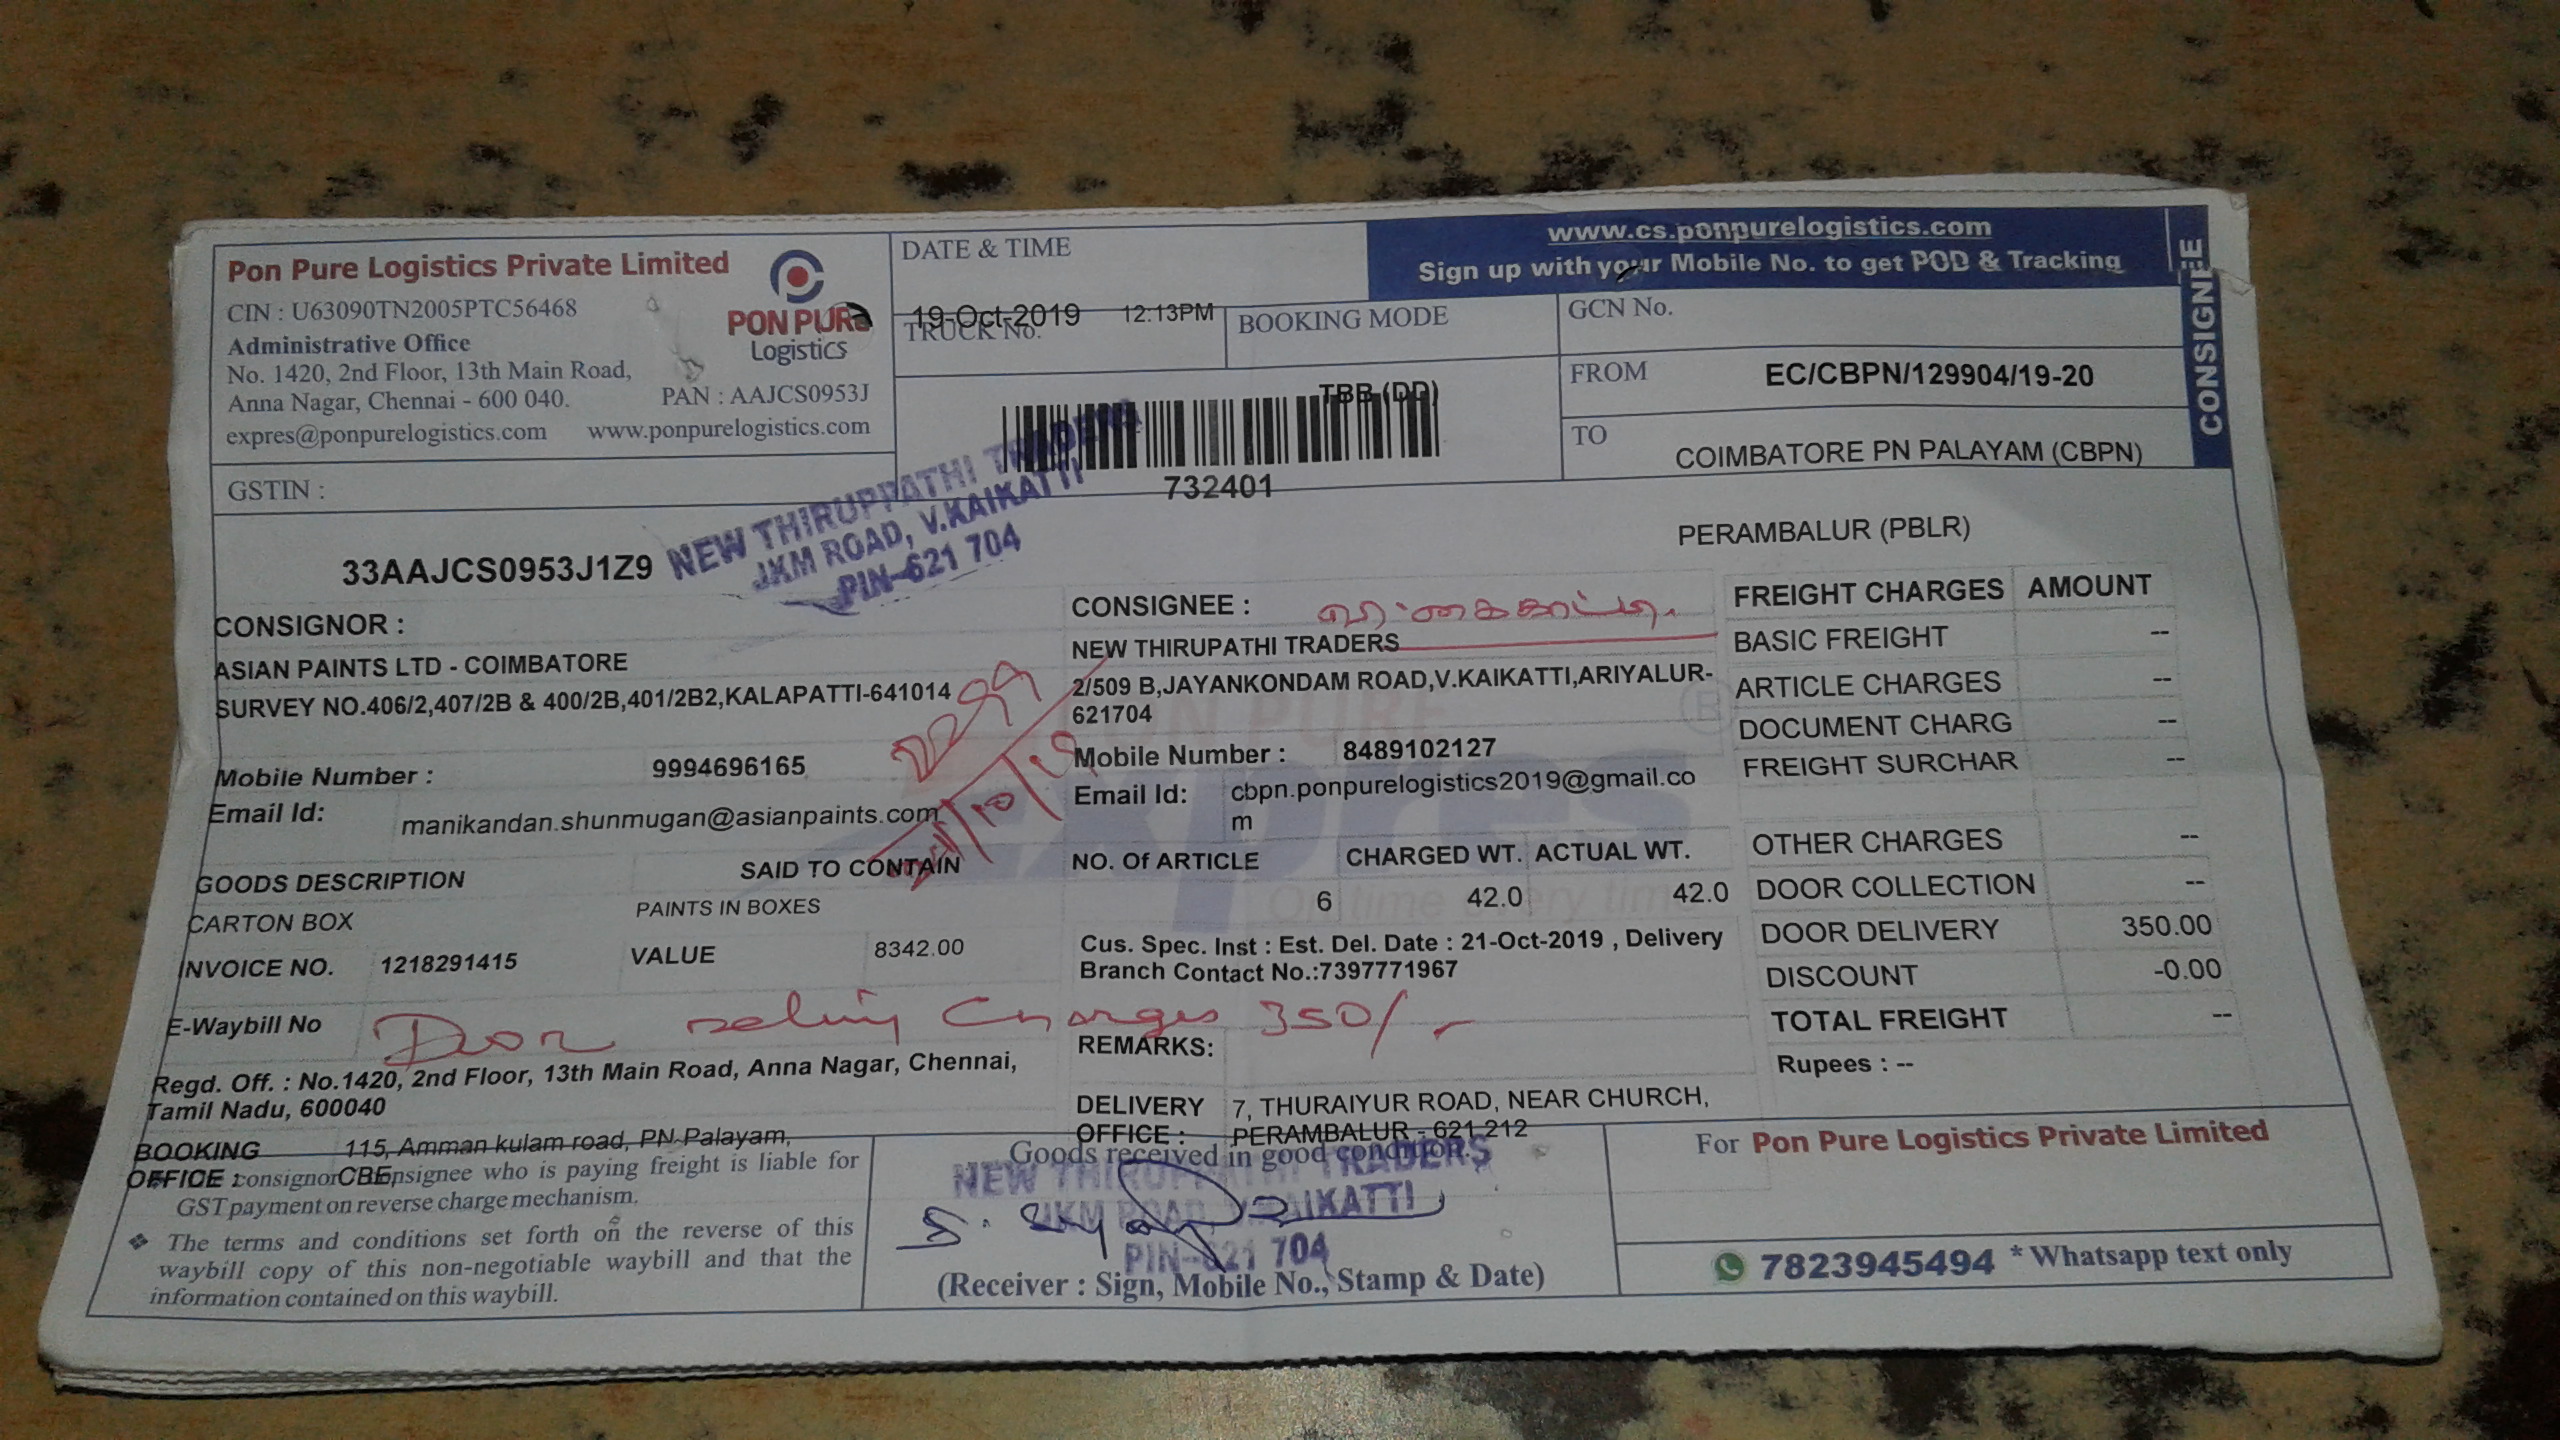 Pon Pure Logistics Private Limited
CIN : U63090TN2005PTC56468
Administrative Office
No. 1420, 2nd Floor, 13th Main Road,
Anna Nagar, Chennai - 600 040.
PAN : AAJCS0953J
expres@ponpurelogistics.com www.ponpurelogistics.com
PON PURE
Logistics
GSTIN :
33AAJCS0953J1Z9
DATE & TIME
19-Oct-2019 12:13PM
TRUCK No.
BOOKING MODE
TBB (DD)
732401
www.cs.ponpurelogistics.com
Sign up with your Mobile No. to get POD & Tracking
CONSIGNEE
GCN No.
FROM EC/CBPN/129904/19-20
TO COIMBATORE PN PALAYAM (CBPN)
PERAMBALUR (PBLR)
NEW THIRUPPATHI TRADERS
JKM ROAD, V.KAIKATTI
PIN-621 704
CONSIGNOR :
ASIAN PAINTS LTD - COIMBATORE
SURVEY NO.406/2,407/2B & 400/2B,401/2B2,KALAPATTI-641014
Mobile Number : 9994696165
Email Id: manikandan.shunmugan@asianpaints.com
2299
CONSIGNEE :
NEW THIRUPATHI TRADERS
2/509 B,JAYANKONDAM ROAD,V.KAIKATTI,ARIYALUR-
621704
Mobile Number : 8489102127
Email Id: cbpn.ponpurelogistics2019@gmail.co
m
GOODS DESCRIPTION SAID TO CONTAIN
CARTON BOX PAINTS IN BOXES
INVOICE NO. 1218291415 VALUE 8342.00
NO. Of ARTICLE CHARGED WT. ACTUAL WT.
6 42.0 42.0
Cus. Spec. Inst : Est. Del. Date : 21-Oct-2019 , Delivery
Branch Contact No.:7397771967
E-Waybill No
Door Charges 350/-
REMARKS:
Regd. Off. : No.1420, 2nd Floor, 13th Main Road, Anna Nagar, Chennai,
Tamil Nadu, 600040
DELIVERY 7, THURAIYUR ROAD, NEAR CHURCH,
OFFICE : PERAMBALUR - 621 212
BOOKING 115, Amman kulam road, PN Palayam,
OFFICE : CBE
FREIGHT CHARGES AMOUNT
BASIC FREIGHT --
ARTICLE CHARGES --
DOCUMENT CHARG --
FREIGHT SURCHAR --
OTHER CHARGES --
DOOR COLLECTION --
DOOR DELIVERY 350.00
DISCOUNT -0.00
TOTAL FREIGHT --
Rupees : --
consignor consignee who is paying freight is liable for
GST payment on reverse charge mechanism.
❖ The terms and conditions set forth on the reverse of this
waybill copy of this non-negotiable waybill and that the
information contained on this waybill.
Goods received in good condition.
NEW THIRUPPATHI TRADERS
JKM ROAD, V.KAIKATTI
PIN-621 704
(Receiver : Sign, Mobile No., Stamp & Date)
For Pon Pure Logistics Private Limited
7823945494 * Whatsapp text only